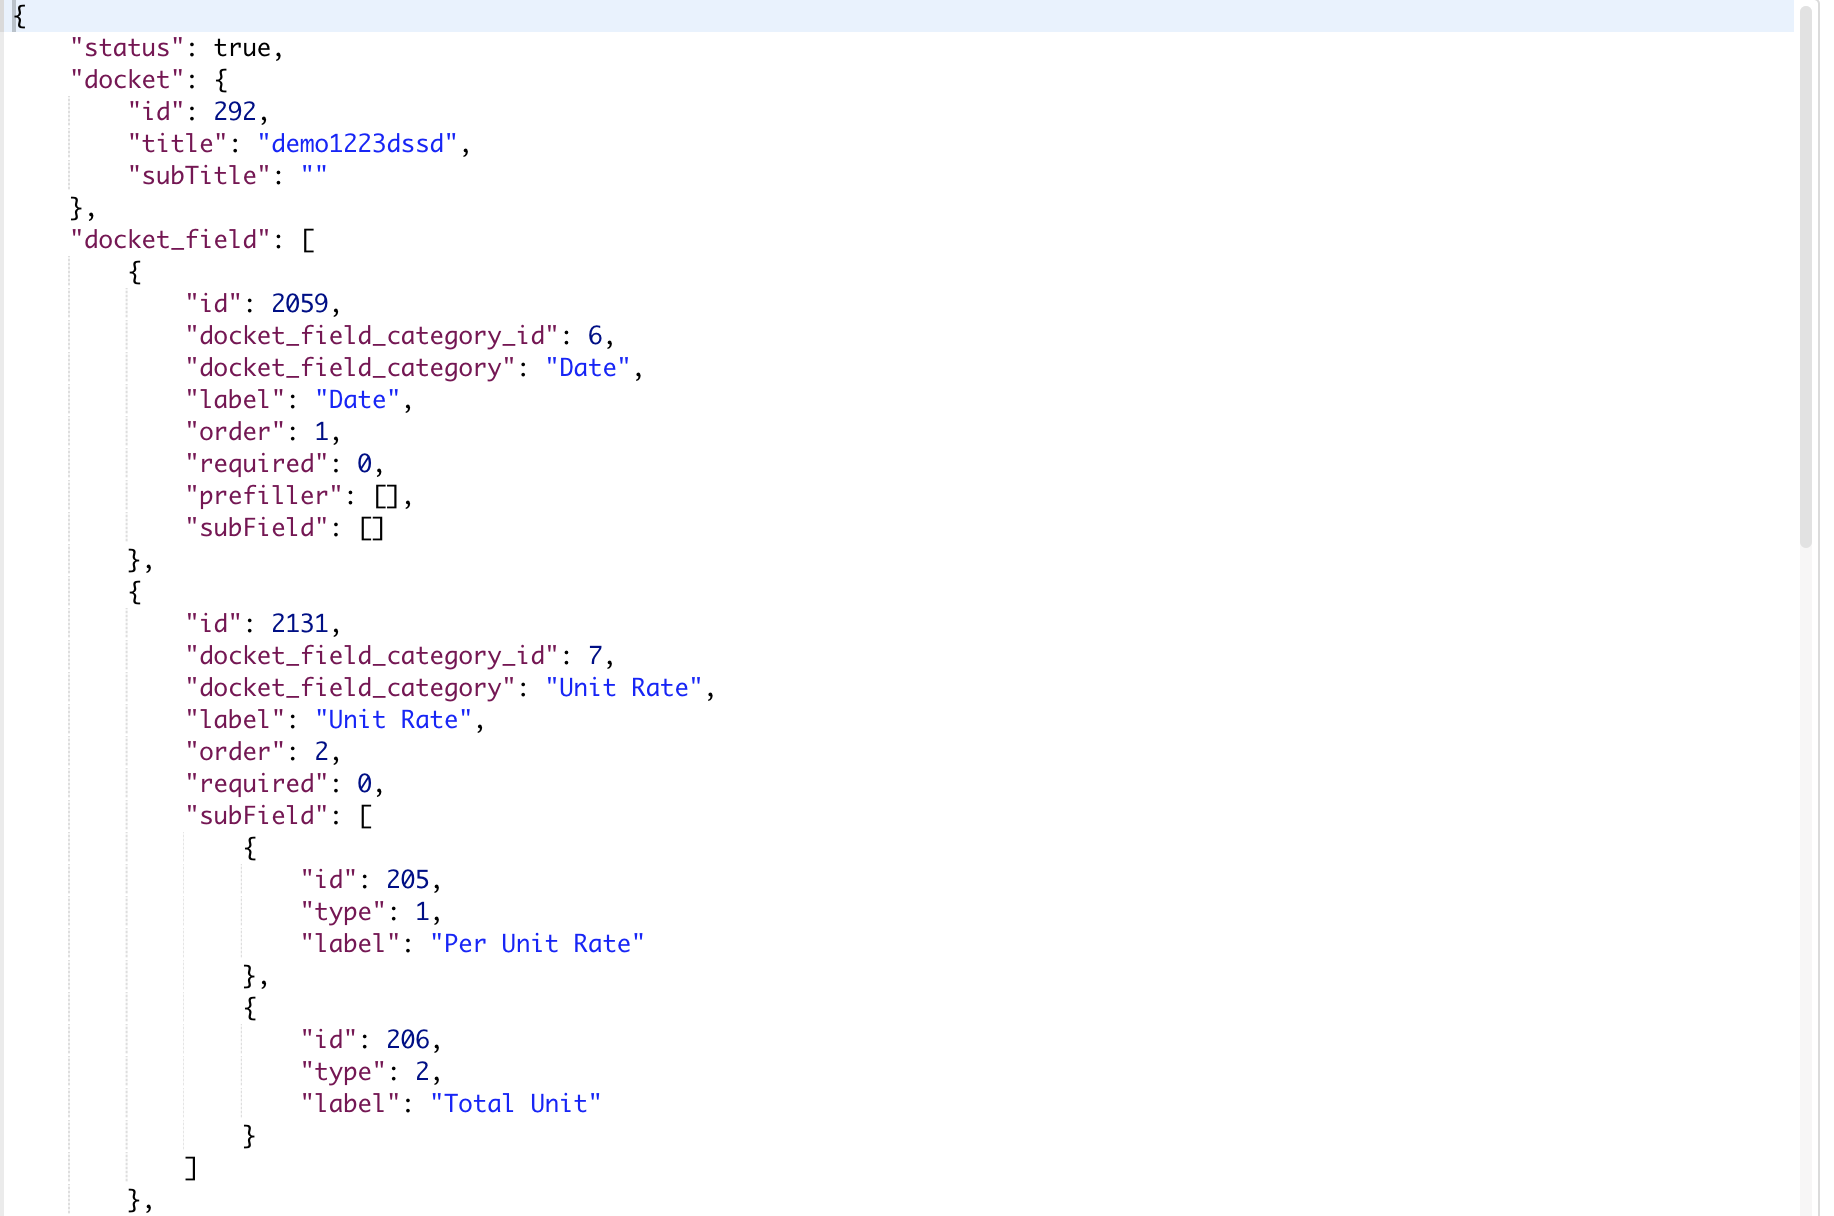 {
    "status": true,
    "docket": {
        "id": 292,
        "title": "demo1223dssd",
        "subTitle": ""
    },
    "docket_field": [
        {
            "id": 2059,
            "docket_field_category_id": 6,
            "docket_field_category": "Date",
            "label": "Date",
            "order": 1,
            "required": 0,
            "prefiller": [],
            "subField": []
        },
        {
            "id": 2131,
            "docket_field_category_id": 7,
            "docket_field_category": "Unit Rate",
            "label": "Unit Rate",
            "order": 2,
            "required": 0,
            "subField": [
                {
                    "id": 205,
                    "type": 1,
                    "label": "Per Unit Rate"
                },
                {
                    "id": 206,
                    "type": 2,
                    "label": "Total Unit"
                }
            ]
        },